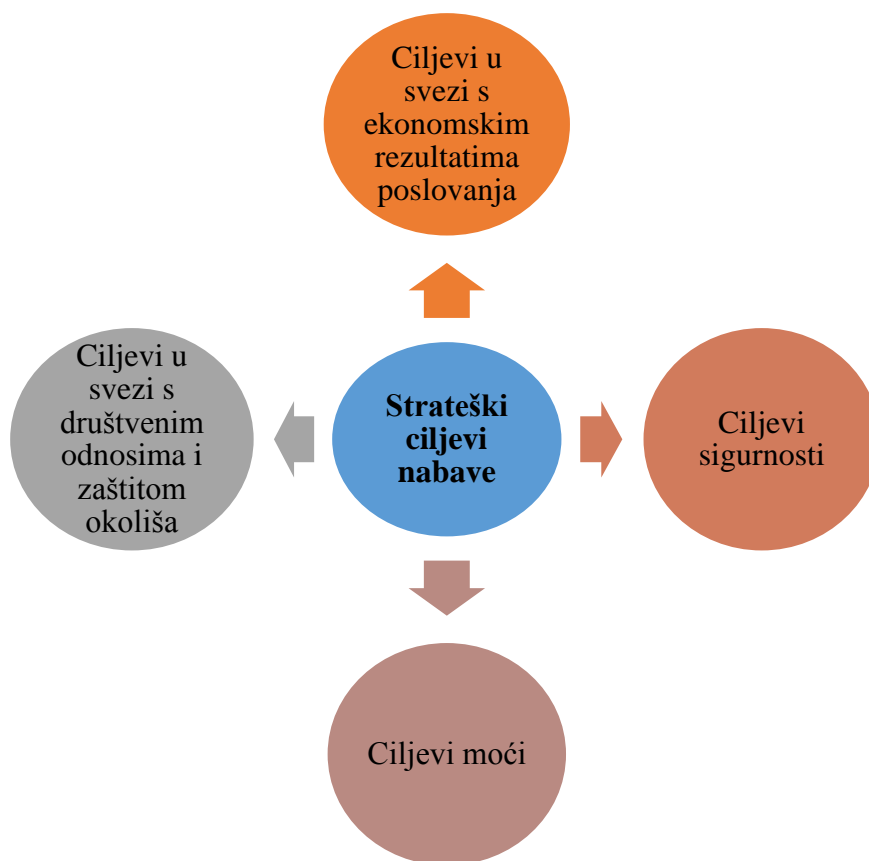 Ciljevi u
svezi s
ekonomskim
rezultatima
poslovanja
Ciljevi u
svezi s
društvenim
odnosima i
zaštitom
okoliša
Strateški
ciljevi
nabave
Ciljevi
sigurnosti
Ciljevi moći